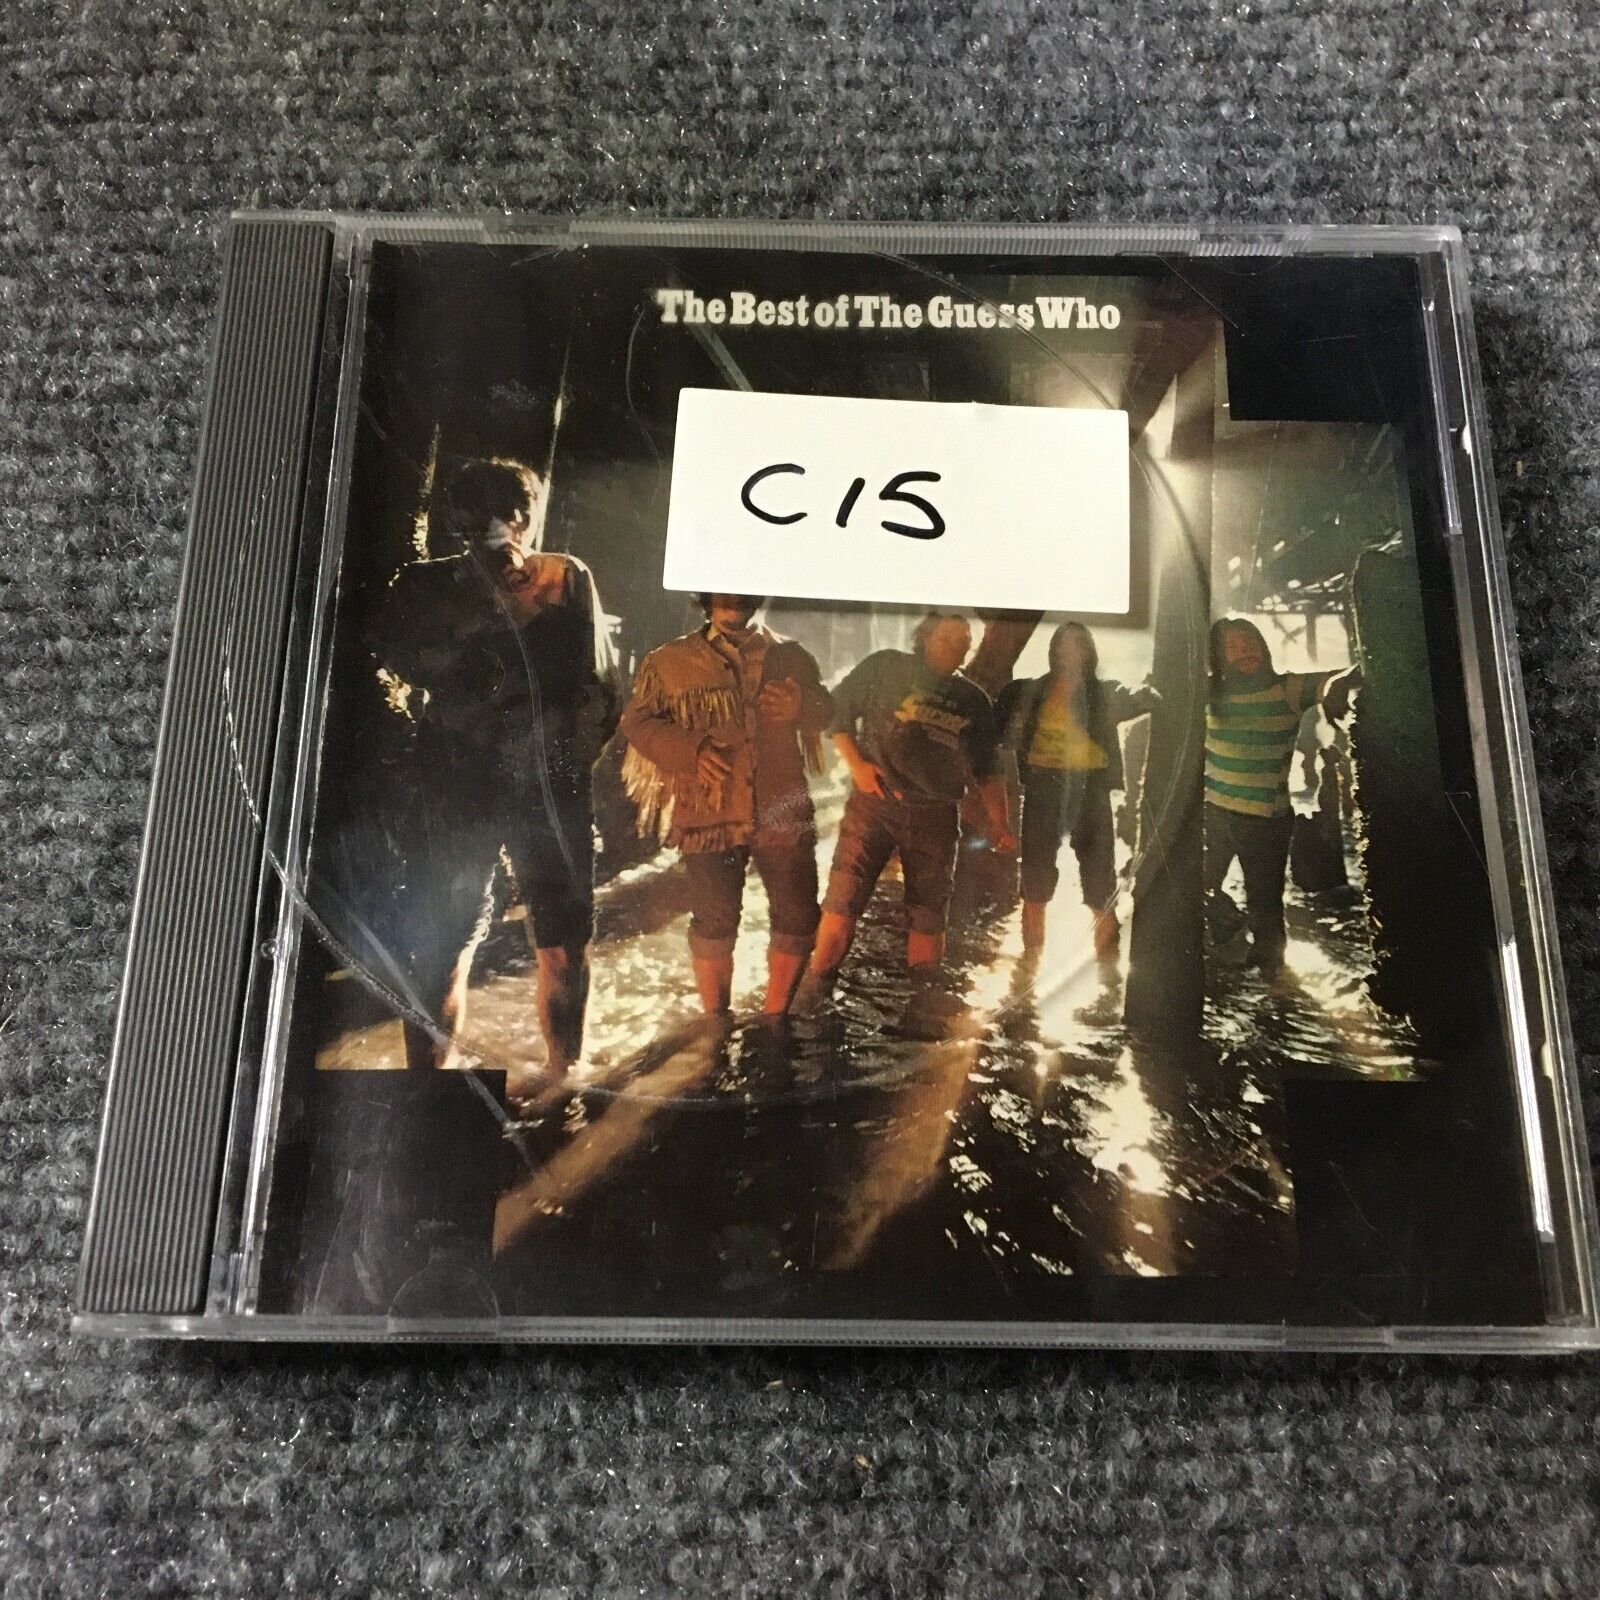 The Best of The Guess Who
C15